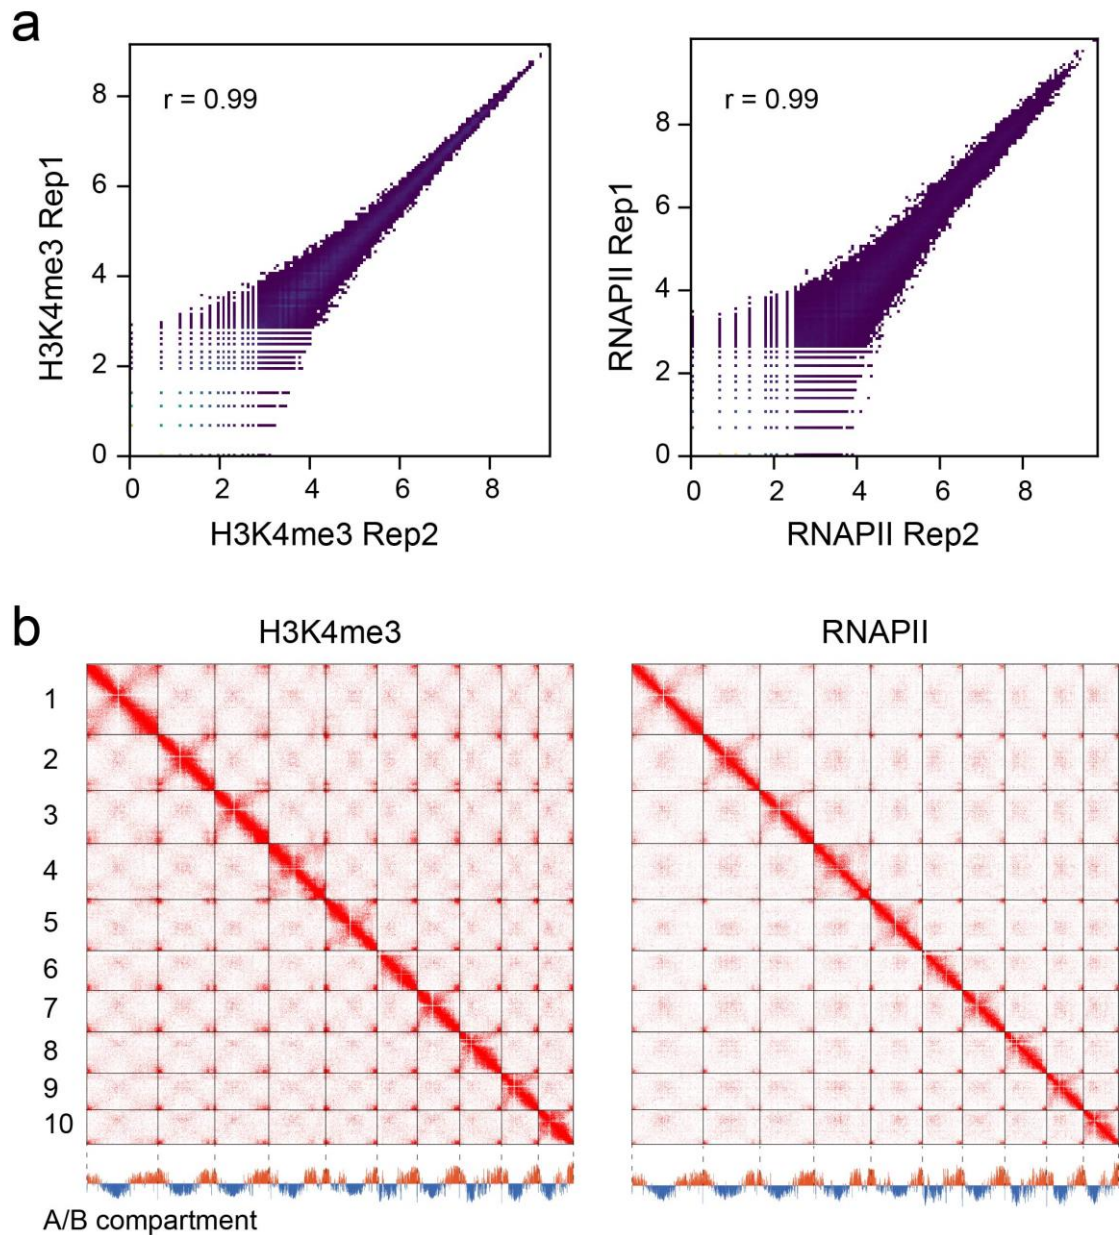 a
r = 0.99
H3K4me3 Rep1
8
6
4
2
0
0 2 4 6 8
H3K4me3 Rep2
r = 0.99
RNAPII Rep1
8
6
4
2
0
0 2 4 6 8
RNAPII Rep2
b
H3K4me3
RNAPII
1
2
3
4
5
6
7
8
9
10
A/B compartment